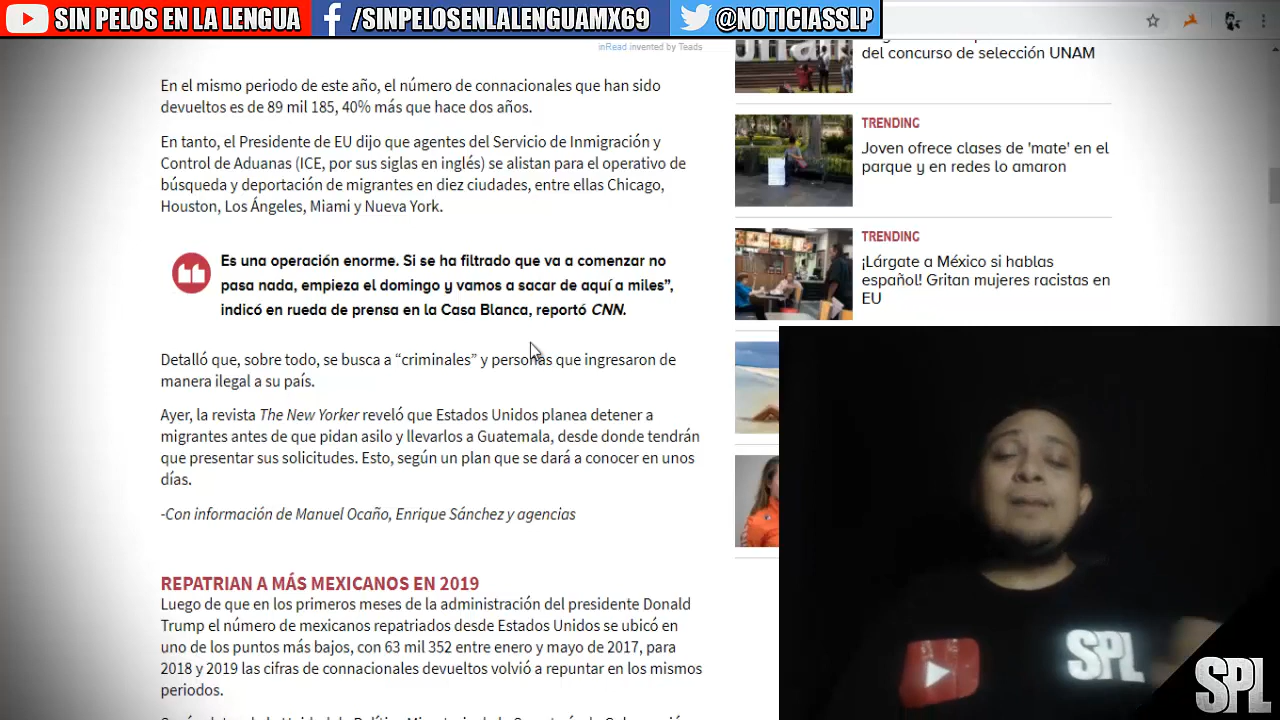 SIN PELOS EN LA LENGUA
/SINPELOSENLALENGUAMX69
@NOTICIASSLP
inRead invented by Teads
En el mismo periodo de este año, el número de connacionales que han sido
devueltos es de 89 mil 185, 40% más que hace dos años.
En tanto, el Presidente de EU dijo que agentes del Servicio de Inmigración y
Control de Aduanas (ICE, por sus siglas en inglés) se alistan para el operativo de
búsqueda y deportación de migrantes en diez ciudades, entre ellas Chicago,
Houston, Los Ángeles, Miami y Nueva York.
Es una operación enorme. Si se ha filtrado que va a comenzar no
pasa nada, empieza el domingo y vamos a sacar de aquí a miles”,
indicó en rueda de prensa en la Casa Blanca, reportó CNN.
Detalló que, sobre todo, se busca a “criminales” y personas que ingresaron de
manera ilegal a su país.
Ayer, la revista The New Yorker reveló que Estados Unidos planea detener a
migrantes antes de que pidan asilo y llevarlos a Guatemala, desde donde tendrán
que presentar sus solicitudes. Esto, según un plan que se dará a conocer en unos
días.
-Con información de Manuel Ocaño, Enrique Sánchez y agencias
REPATRIAN A MÁS MEXICANOS EN 2019
Luego de que en los primeros meses de la administración del presidente Donald
Trump el número de mexicanos repatriados desde Estados Unidos se ubicó en
uno de los puntos más bajos, con 63 mil 352 entre enero y mayo de 2017, para
2018 y 2019 las cifras de connacionales devueltos volvió a repuntar en los mismos
periodos.
del concurso de selección UNAM
TRENDING
Joven ofrece clases de 'mate' en el
parque y en redes lo amaron
TRENDING
¡Lárgate a México si hablas
español! Gritan mujeres racistas en
EU
SPL
SPL